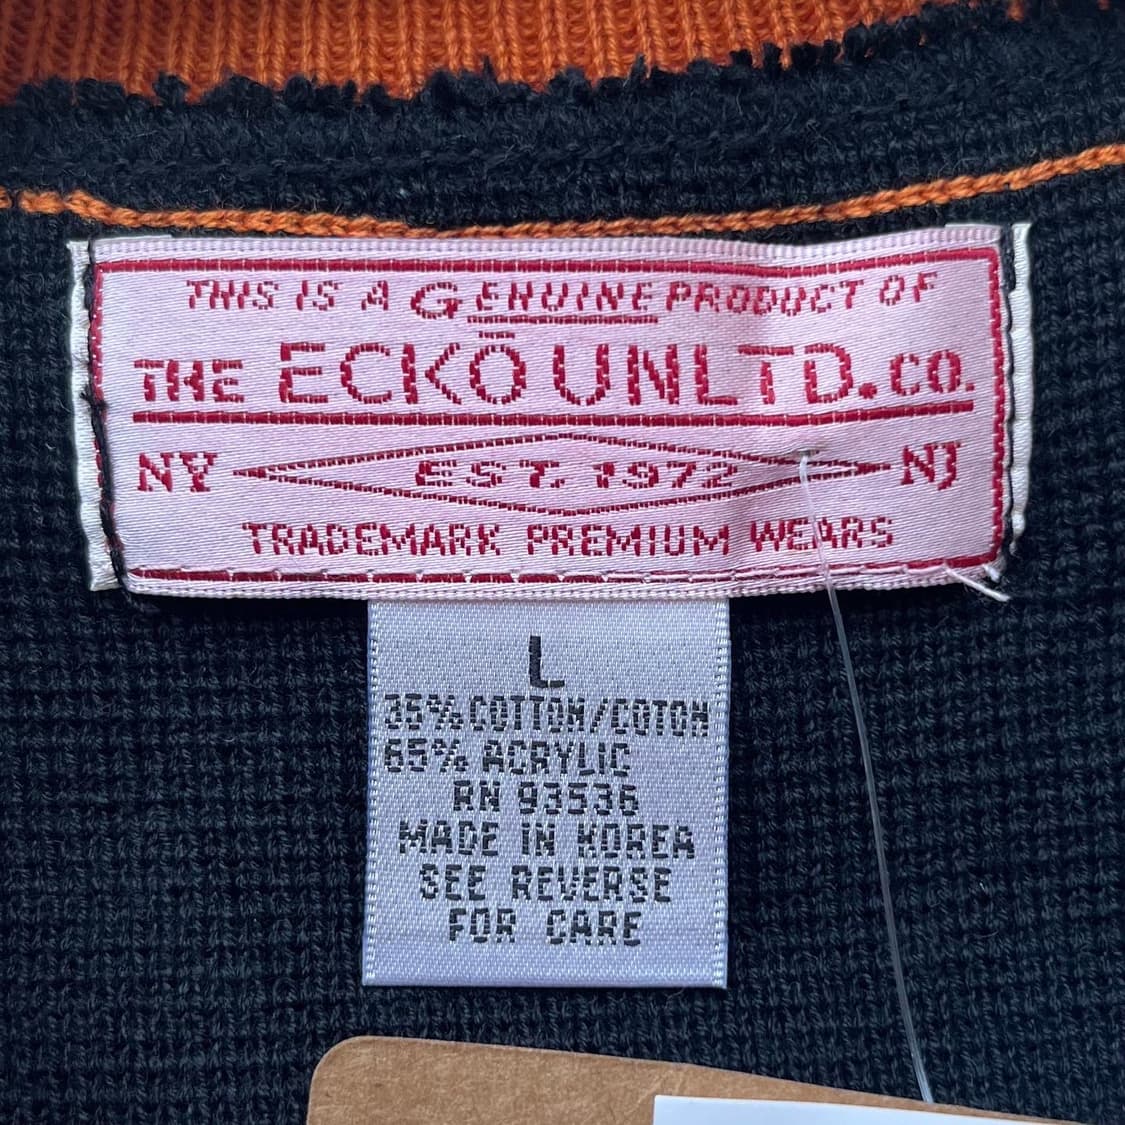 THIS IS A GENUINE PRODUCT OF
THE ECKŌ UNLTD. CO.
NY EST. 1972 NJ
TRADEMARK PREMIUM WEARS
L
35% COTTON/COTON
65% ACRYLIC
RN 93536
MADE IN KOREA
SEE REVERSE
FOR CARE